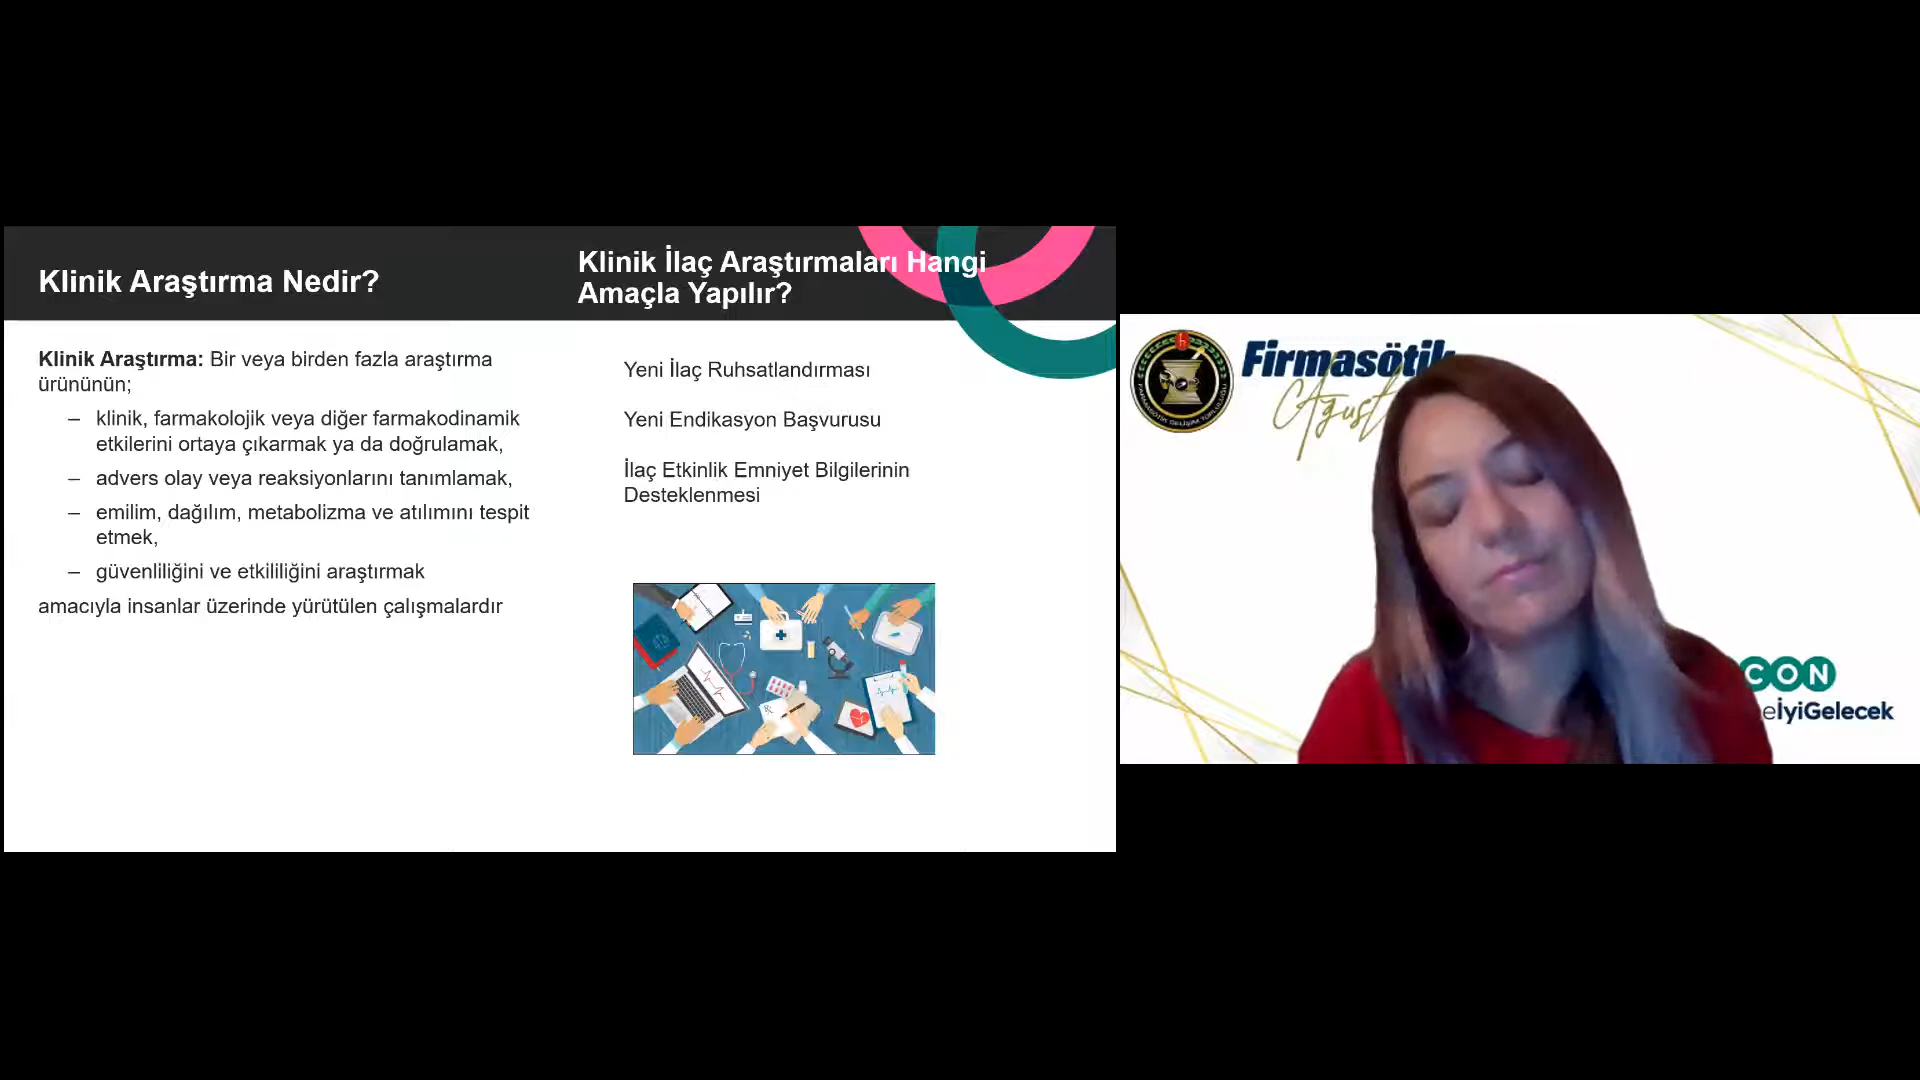 Klinik Araştırma Nedir?
Klinik Araştırma: Bir veya birden fazla araştırma
ürününün;
– klinik, farmakolojik veya diğer farmakodinamik
etkilerini ortaya çıkarmak ya da doğrulamak,
– advers olay veya reaksiyonlarını tanımlamak,
– emilim, dağılım, metabolizma ve atılımını tespit
etmek,
– güvenliliğini ve etkililiğini araştırmak
amacıyla insanlar üzerinde yürütülen çalışmalardır
Klinik İlaç Araştırmaları Hangi
Amaçla Yapılır?
Yeni İlaç Ruhsatlandırması
Yeni Endikasyon Başvurusu
İlaç Etkinlik Emniyet Bilgilerinin
Desteklenmesi
Firmasötik
Ağust
CON
eİyiGelecek